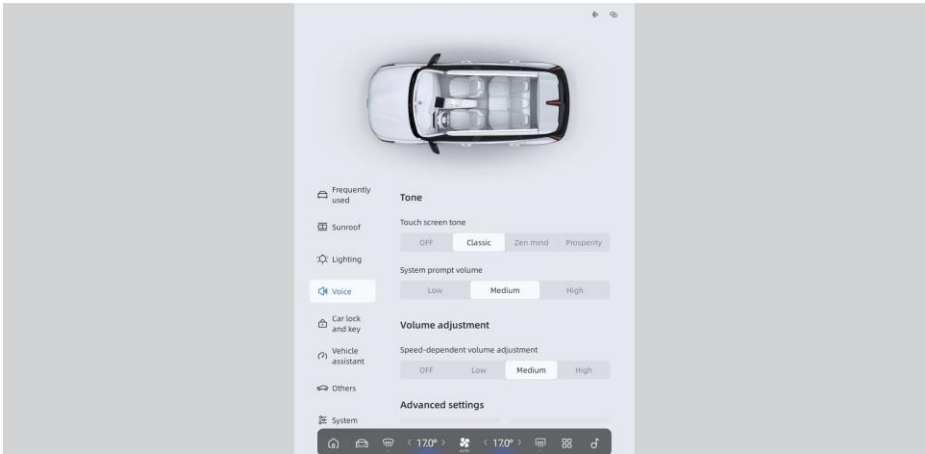 Frequently
used
Sunroof
Lighting
Voice
Car lock
and key
Vehicle
assistant
Others
System
Tone
Touch screen tone
OFF Classic Zen mind Prosperity
System prompt volume
Low Medium High
Volume adjustment
Speed-dependent volume adjustment
OFF Low Medium High
Advanced settings
< 17.0° > AUTO < 17.0° >